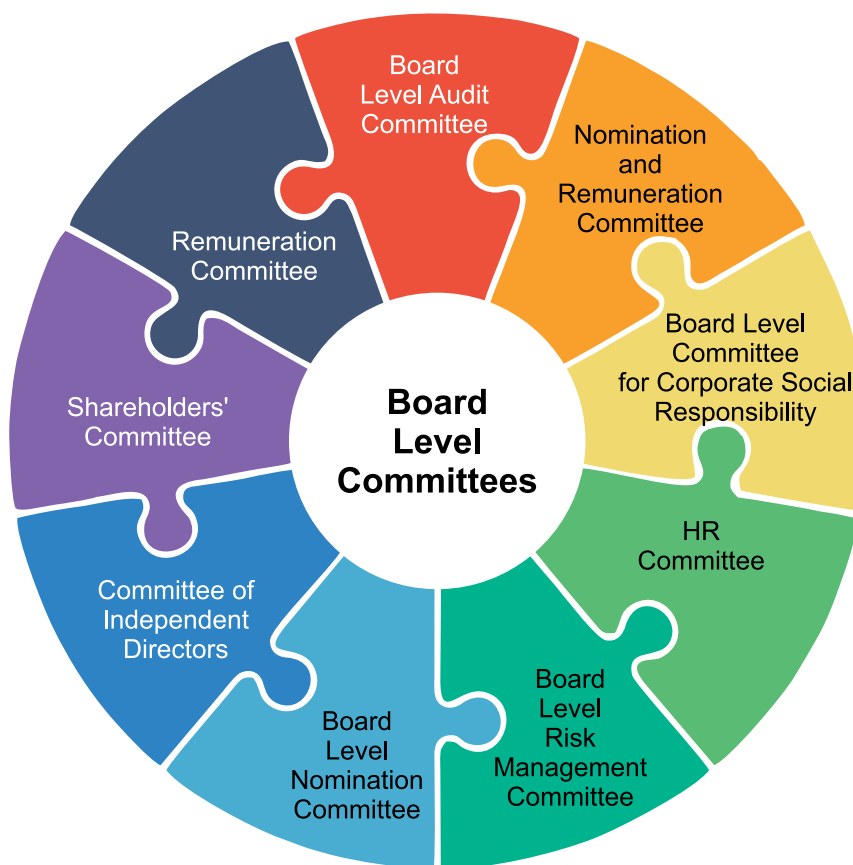 Board
Level Audit
Committee
Nomination
and
Remuneration
Committee
Board Level
Committee
for Corporate Social
Responsibility
HR
Committee
Board
Level
Risk
Management
Committee
Board
Level
Nomination
Committee
Committee of
Independent
Directors
Shareholders'
Committee
Remuneration
Committee
Board
Level
Committees